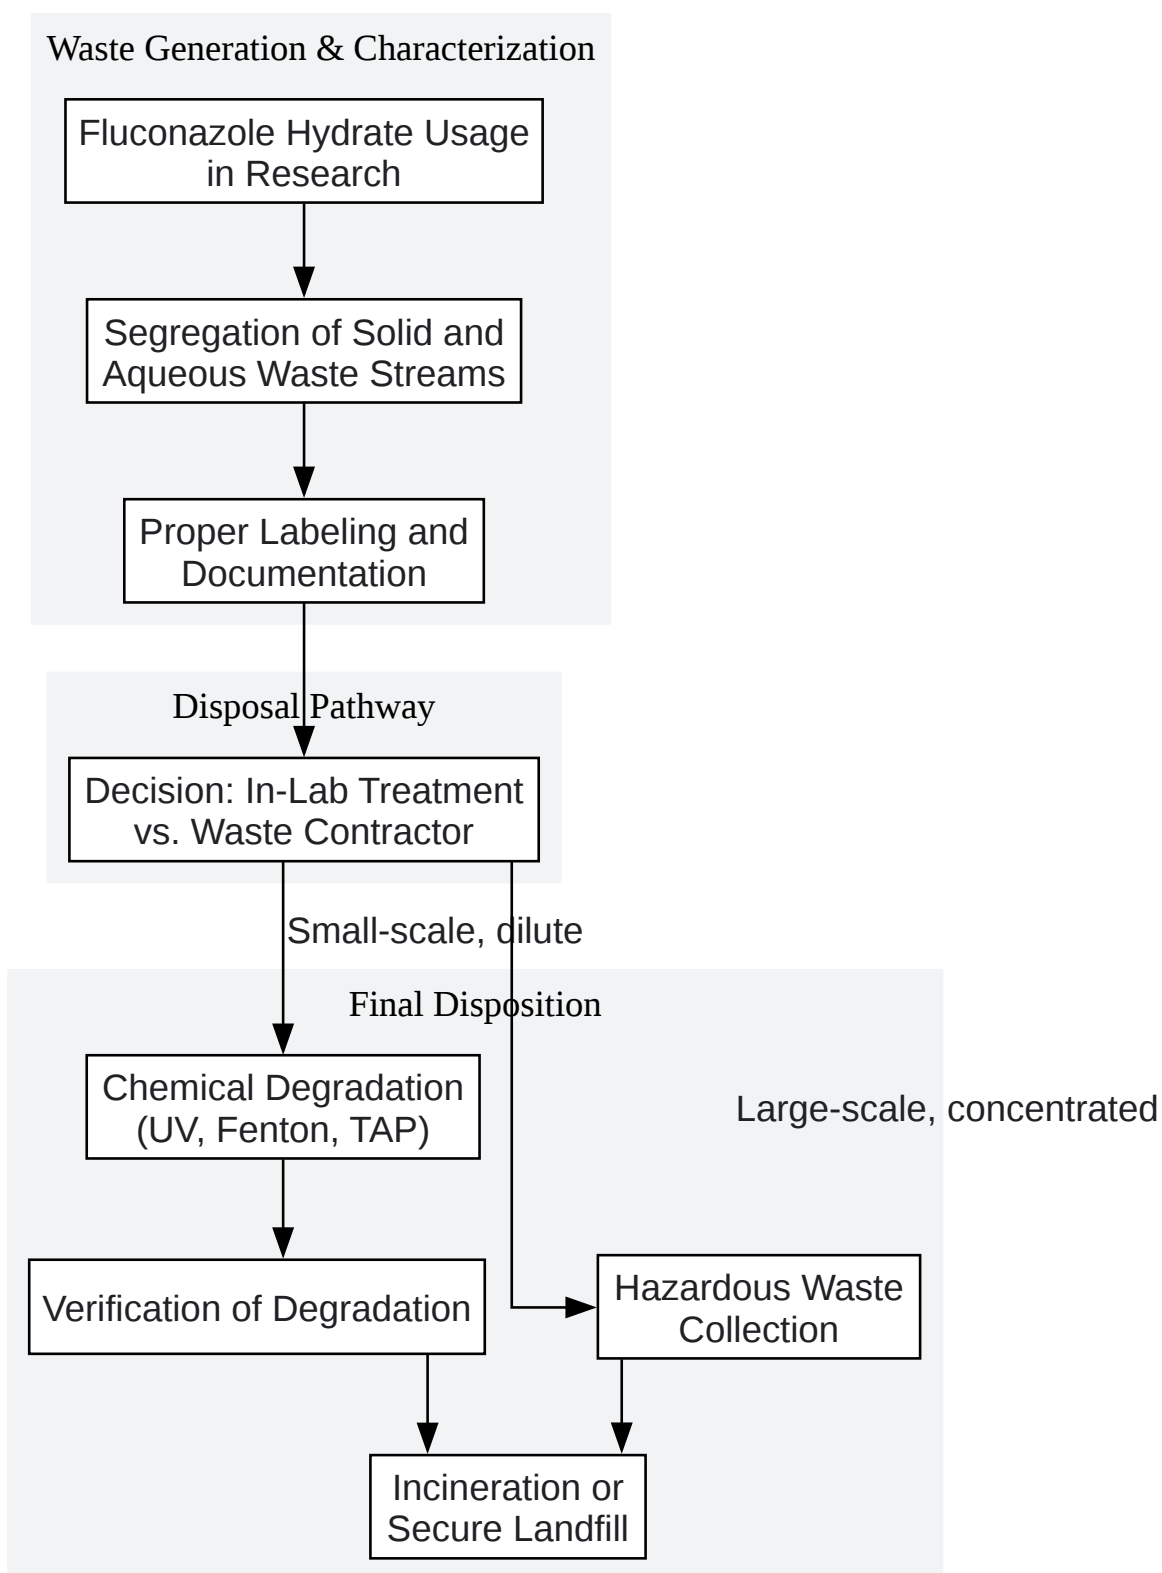 Waste Generation & Characterization
Fluconazole Hydrate Usage
in Research
Segregation of Solid and
Aqueous Waste Streams
Proper Labeling and
Documentation
Disposal Pathway
Decision: In-Lab Treatment
vs. Waste Contractor
Small-scale, dilute
Final Disposition
Chemical Degradation
(UV, Fenton, TAP)
Large-scale, concentrated
Verification of Degradation
Hazardous Waste
Collection
Incineration or
Secure Landfill